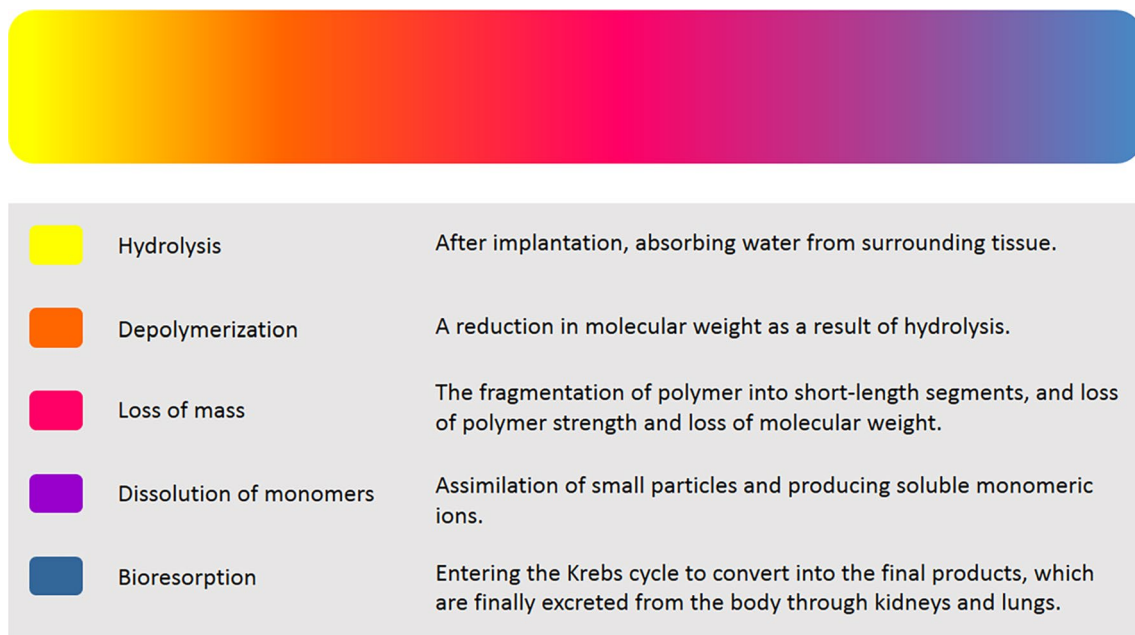 Hydrolysis
After implantation, absorbing water from surrounding tissue.
Depolymerization
A reduction in molecular weight as a result of hydrolysis.
Loss of mass
The fragmentation of polymer into short-length segments, and loss
of polymer strength and loss of molecular weight.
Dissolution of monomers
Assimilation of small particles and producing soluble monomeric
ions.
Bioresorption
Entering the Krebs cycle to convert into the final products, which
are finally excreted from the body through kidneys and lungs.